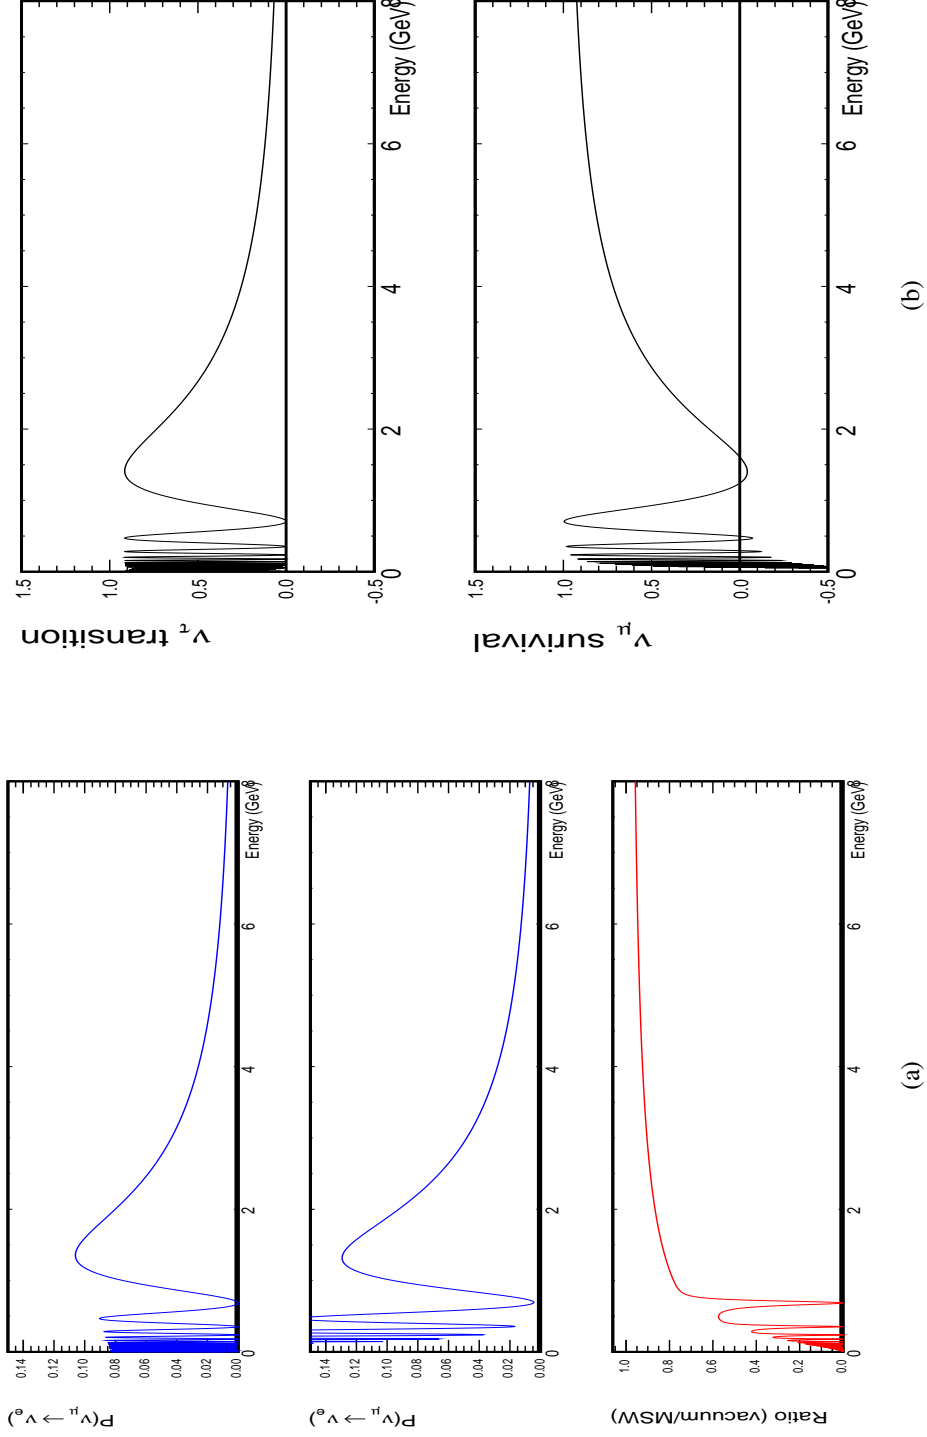 P(ν_μ → ν_e)
0.14
0.12
0.10
0.08
0.06
0.04
0.02
0.00
0 2 4 6 8
Energy (GeV)
P(ν_μ → ν_e)
0.14
0.12
0.10
0.08
0.06
0.04
0.02
0.00
0 2 4 6 8
Energy (GeV)
Ratio (vacuum/MSW)
1.0
0.8
0.6
0.4
0.2
0.0
0 2 4 6 8
Energy (GeV)
(a)
ν_τ transition
1.5
1.0
0.5
0.0
-0.5
0 2 4 6 8
Energy (GeV)
ν_μ surivival
1.5
1.0
0.5
0.0
-0.5
0 2 4 6 8
Energy (GeV)
(b)